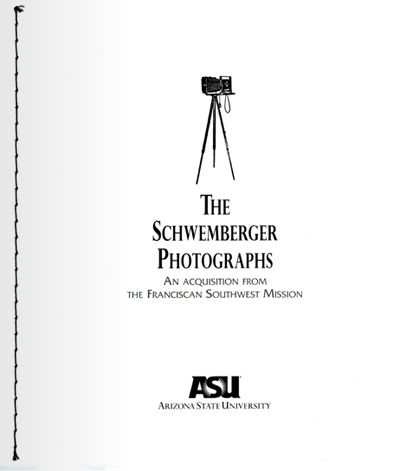 THE
SCHWEMBERGER
PHOTOGRAPHS
AN ACQUISITION FROM
THE FRANCISCAN SOUTHWEST MISSION
ASU
ARIZONA STATE UNIVERSITY